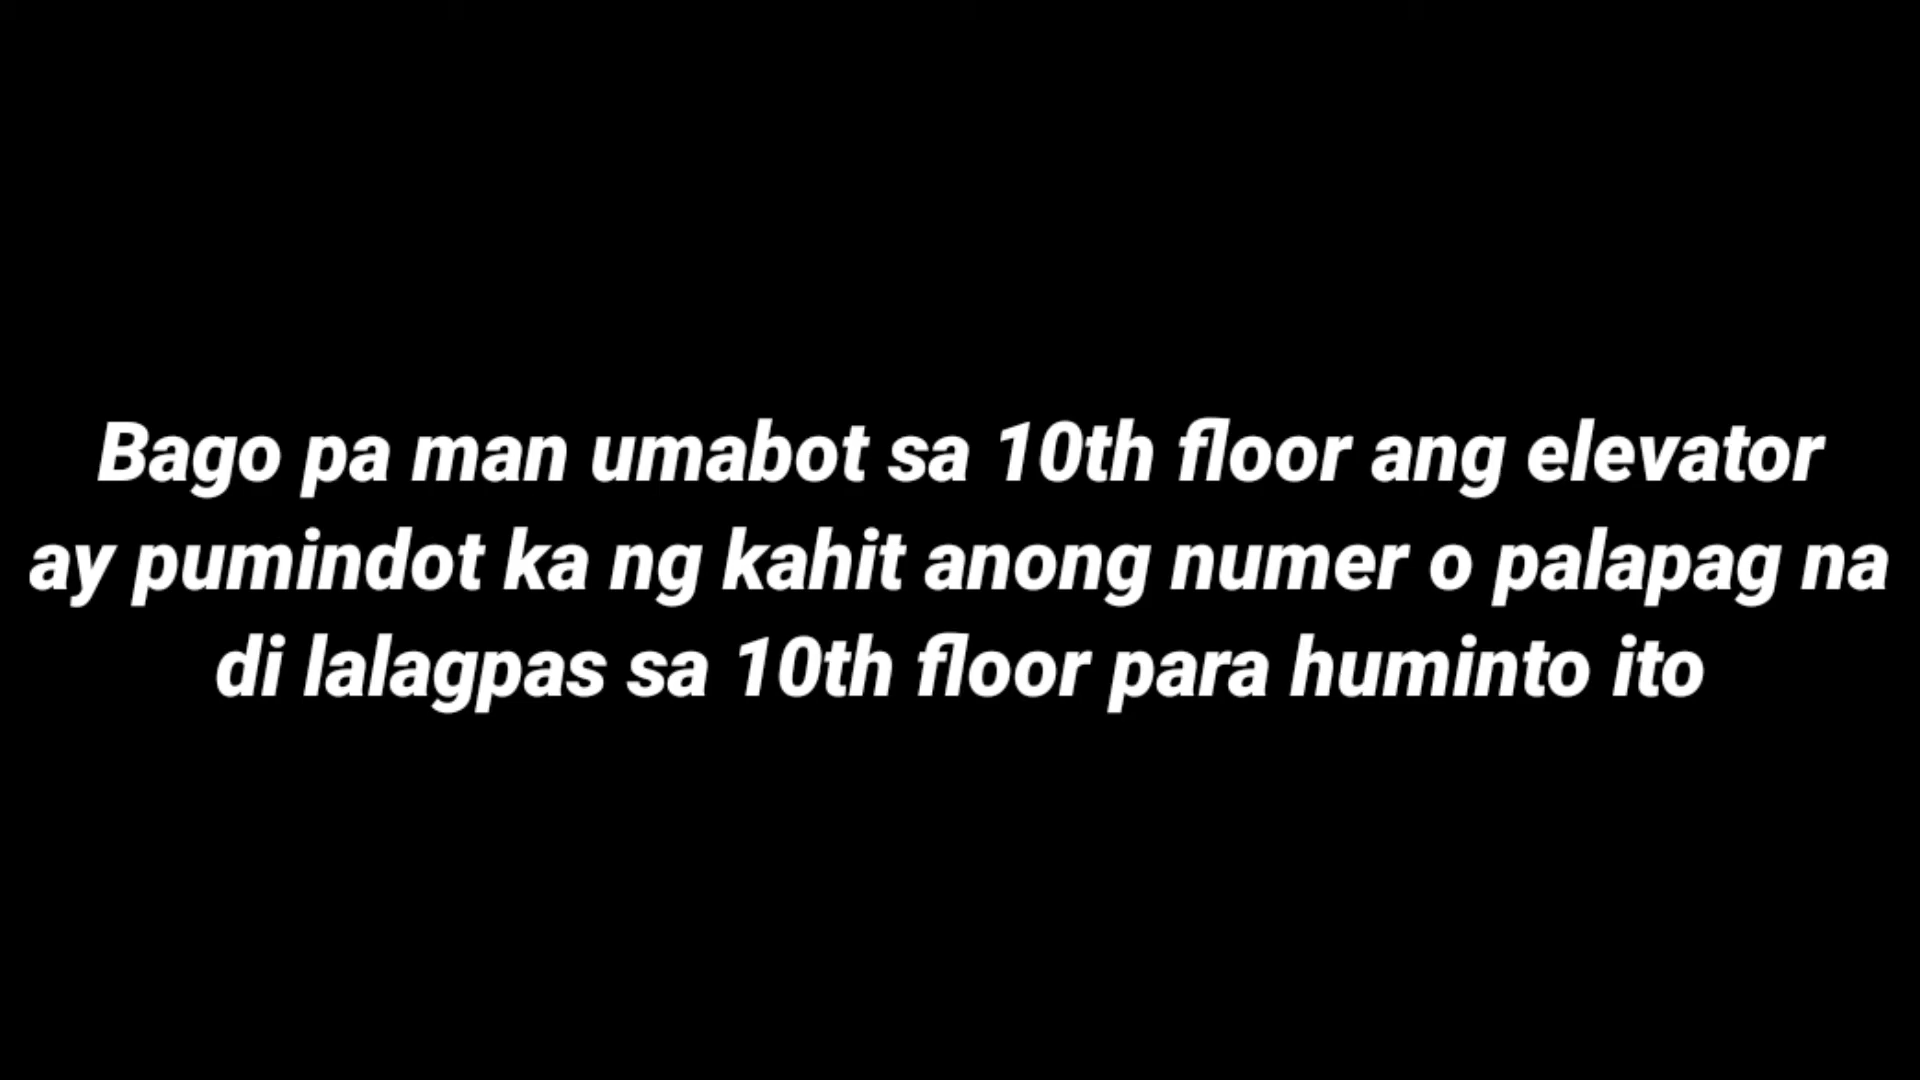 Bago pa man umabot sa 10th floor ang elevator
ay pumindot ka ng kahit anong numer o palapag na
di lalagpas sa 10th floor para huminto ito